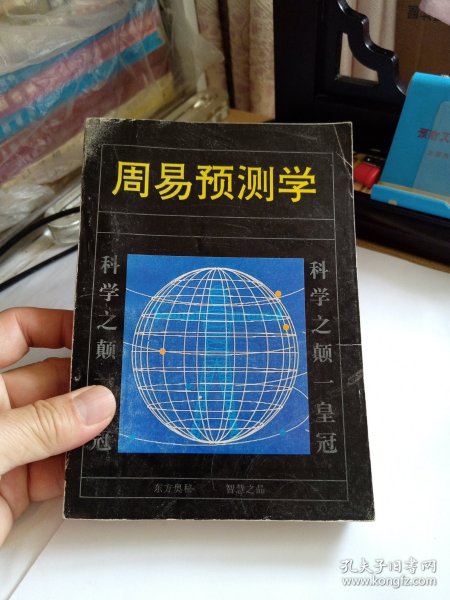 周易预测学
科学之颠一皇冠
科学之颠
冠
东方奥秘 智慧之晶
孔夫子旧书网
www.kongfz.com